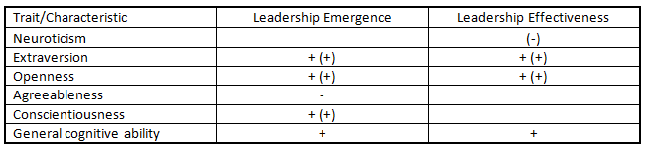 Trait/Characteristic Leadership Emergence Leadership Effectiveness
Neuroticism (-)
Extraversion + (+) + (+)
Openness + (+) + (+)
Agreeableness -
Conscientiousness + (+)
General cognitive ability + +